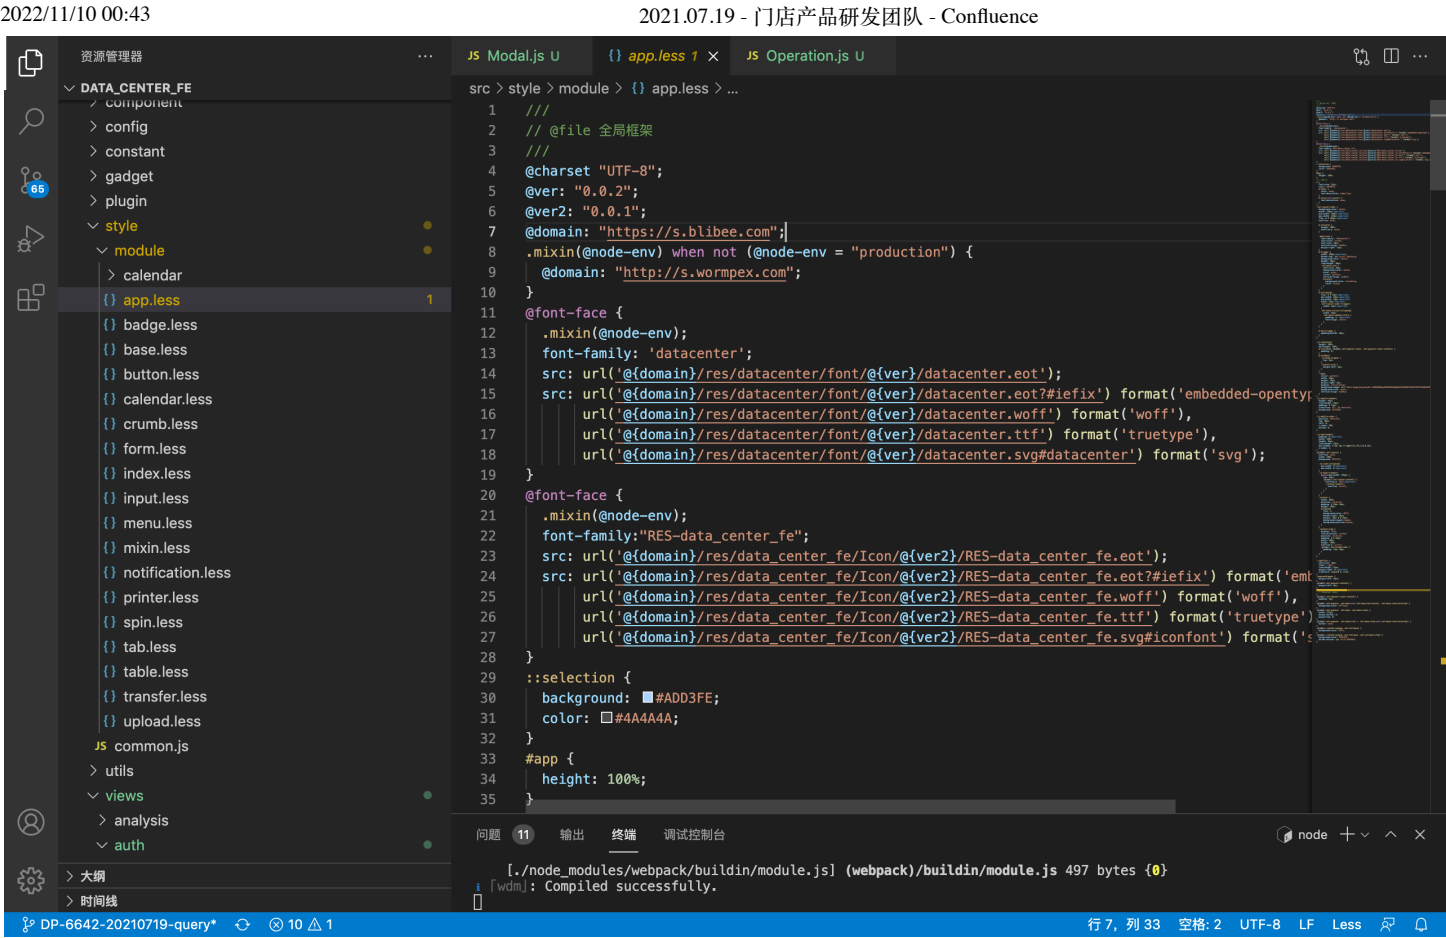 2022/11/10 00:43
2021.07.19 - 门店产品研发团队 - Confluence
资源管理器
DATA_CENTER_FE
component
config
constant
gadget
plugin
style
module
calendar
{} app.less 1
{} badge.less
{} base.less
{} button.less
{} calendar.less
{} crumb.less
{} form.less
{} index.less
{} input.less
{} menu.less
{} mixin.less
{} notification.less
{} printer.less
{} spin.less
{} tab.less
{} table.less
{} transfer.less
{} upload.less
JS common.js
utils
views
analysis
auth
大纲
时间线
65
JS Modal.js U
{} app.less 1
JS Operation.js U
src > style > module > {} app.less > ...
1 ///
2 // @file 全局框架
3 ///
4 @charset "UTF-8";
5 @ver: "0.0.2";
6 @ver2: "0.0.1";
7 @domain: "https://s.blibee.com";
8 .mixin(@node-env) when not (@node-env = "production") {
9 @domain: "http://s.wormpex.com";
10 }
11 @font-face {
12 .mixin(@node-env);
13 font-family: 'datacenter';
14 src: url('@{domain}/res/datacenter/font/@{ver}/datacenter.eot');
15 src: url('@{domain}/res/datacenter/font/@{ver}/datacenter.eot?#iefix') format('embedded-opentyp
16 url('@{domain}/res/datacenter/font/@{ver}/datacenter.woff') format('woff'),
17 url('@{domain}/res/datacenter/font/@{ver}/datacenter.ttf') format('truetype'),
18 url('@{domain}/res/datacenter/font/@{ver}/datacenter.svg#datacenter') format('svg');
19 }
20 @font-face {
21 .mixin(@node-env);
22 font-family:"RES-data_center_fe";
23 src: url('@{domain}/res/data_center_fe/Icon/@{ver2}/RES-data_center_fe.eot');
24 src: url('@{domain}/res/data_center_fe/Icon/@{ver2}/RES-data_center_fe.eot?#iefix') format('emb
25 url('@{domain}/res/data_center_fe/Icon/@{ver2}/RES-data_center_fe.woff') format('woff'),
26 url('@{domain}/res/data_center_fe/Icon/@{ver2}/RES-data_center_fe.ttf') format('truetype')
27 url('@{domain}/res/data_center_fe/Icon/@{ver2}/RES-data_center_fe.svg#iconfont') format('s
28 }
29 ::selection {
30 background: #ADD3FE;
31 color: #4A4A4A;
32 }
33 #app {
34 height: 100%;
35 }
问题 11 输出 终端 调试控制台
node
[./node_modules/webpack/buildin/module.js] (webpack)/buildin/module.js 497 bytes {0}
i ｢wdm｣: Compiled successfully.
DP-6642-20210719-query* 10 1
行 7，列 33 空格: 2 UTF-8 LF Less